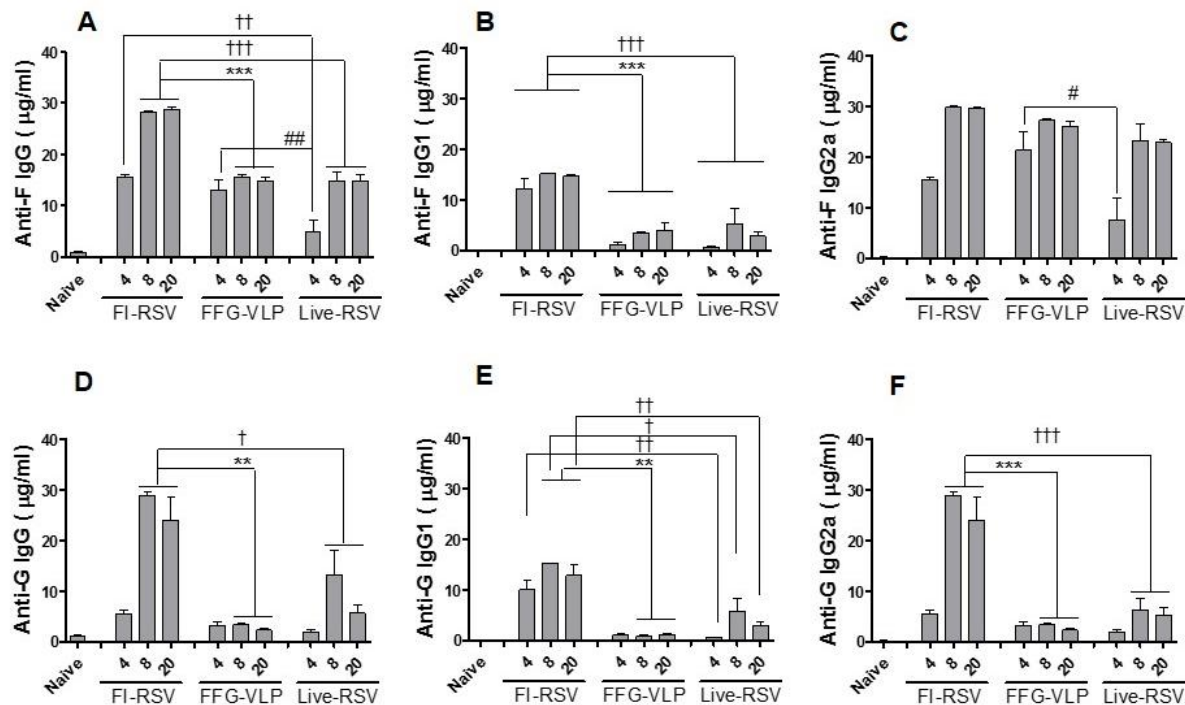 A
††
†††
***
##
Anti-F IgG ( µg/ml)
40
30
20
10
0
Naive
4
8
20
4
8
20
4
8
20
FI-RSV
FFG-VLP
Live-RSV
B
†††
***
Anti-F IgG1 ( µg/ml)
40
30
20
10
0
Naive
4
8
20
4
8
20
4
8
20
FI-RSV
FFG-VLP
Live-RSV
C
#
Anti-F IgG2a ( µg/ml)
40
30
20
10
0
Naive
4
8
20
4
8
20
4
8
20
FI-RSV
FFG-VLP
Live-RSV
D
†
**
Anti-G IgG ( µg/ml)
40
30
20
10
0
Naive
4
8
20
4
8
20
4
8
20
FI-RSV
FFG-VLP
Live-RSV
E
††
†
††
**
Anti-G IgG1 ( µg/ml)
40
30
20
10
0
Naive
4
8
20
4
8
20
4
8
20
FI-RSV
FFG-VLP
Live-RSV
F
†††
***
Anti-G IgG2a ( µg/ml)
40
30
20
10
0
Naive
4
8
20
4
8
20
4
8
20
FI-RSV
FFG-VLP
Live-RSV